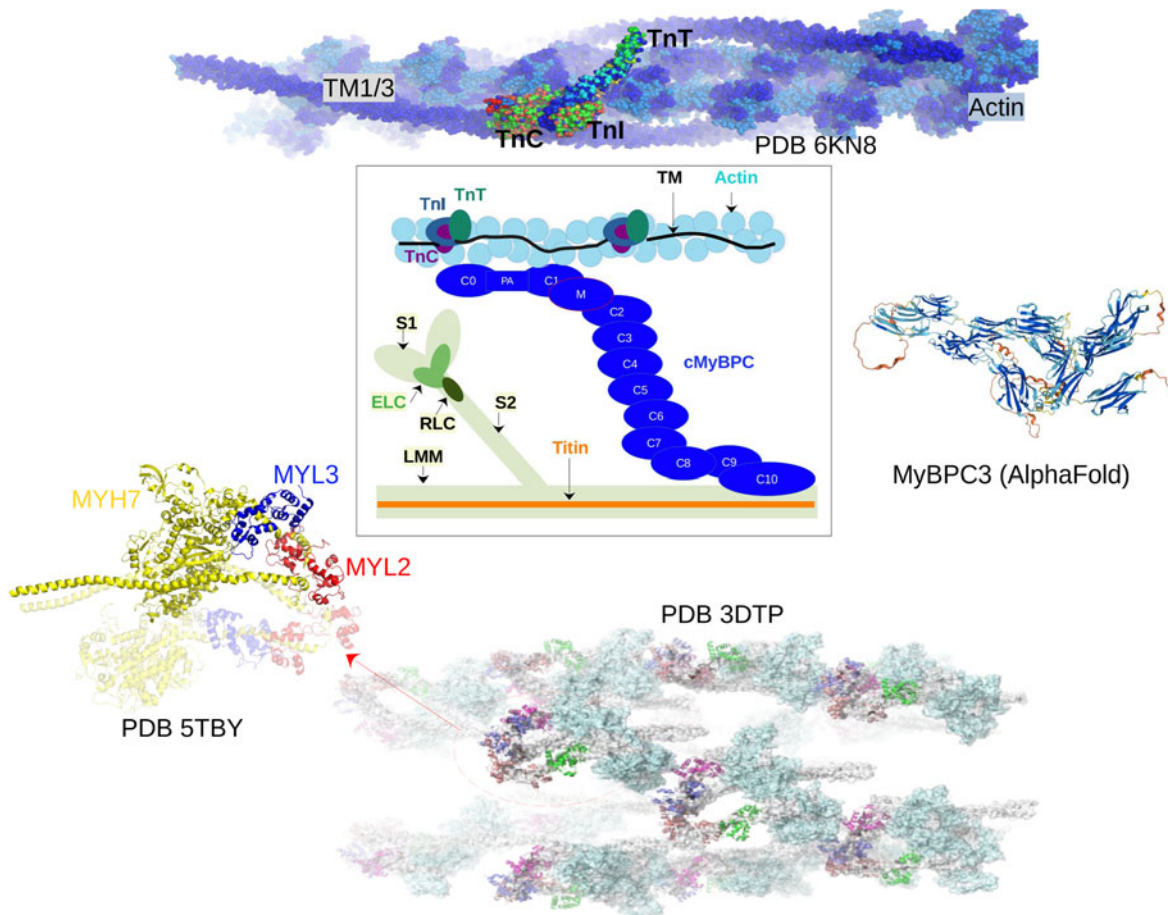 TnT
TM1/3
Actin
TnC
TnI
PDB 6KN8
TM
Actin
TnI
TnT
TnC
C0
PA
C1
M
C2
C3
C4
C5
C6
C7
C8
C9
C10
cMyBPC
S1
ELC
RLC
S2
LMM
Titin
MyBPC3 (AlphaFold)
MYH7
MYL3
MYL2
PDB 5TBY
PDB 3DTP